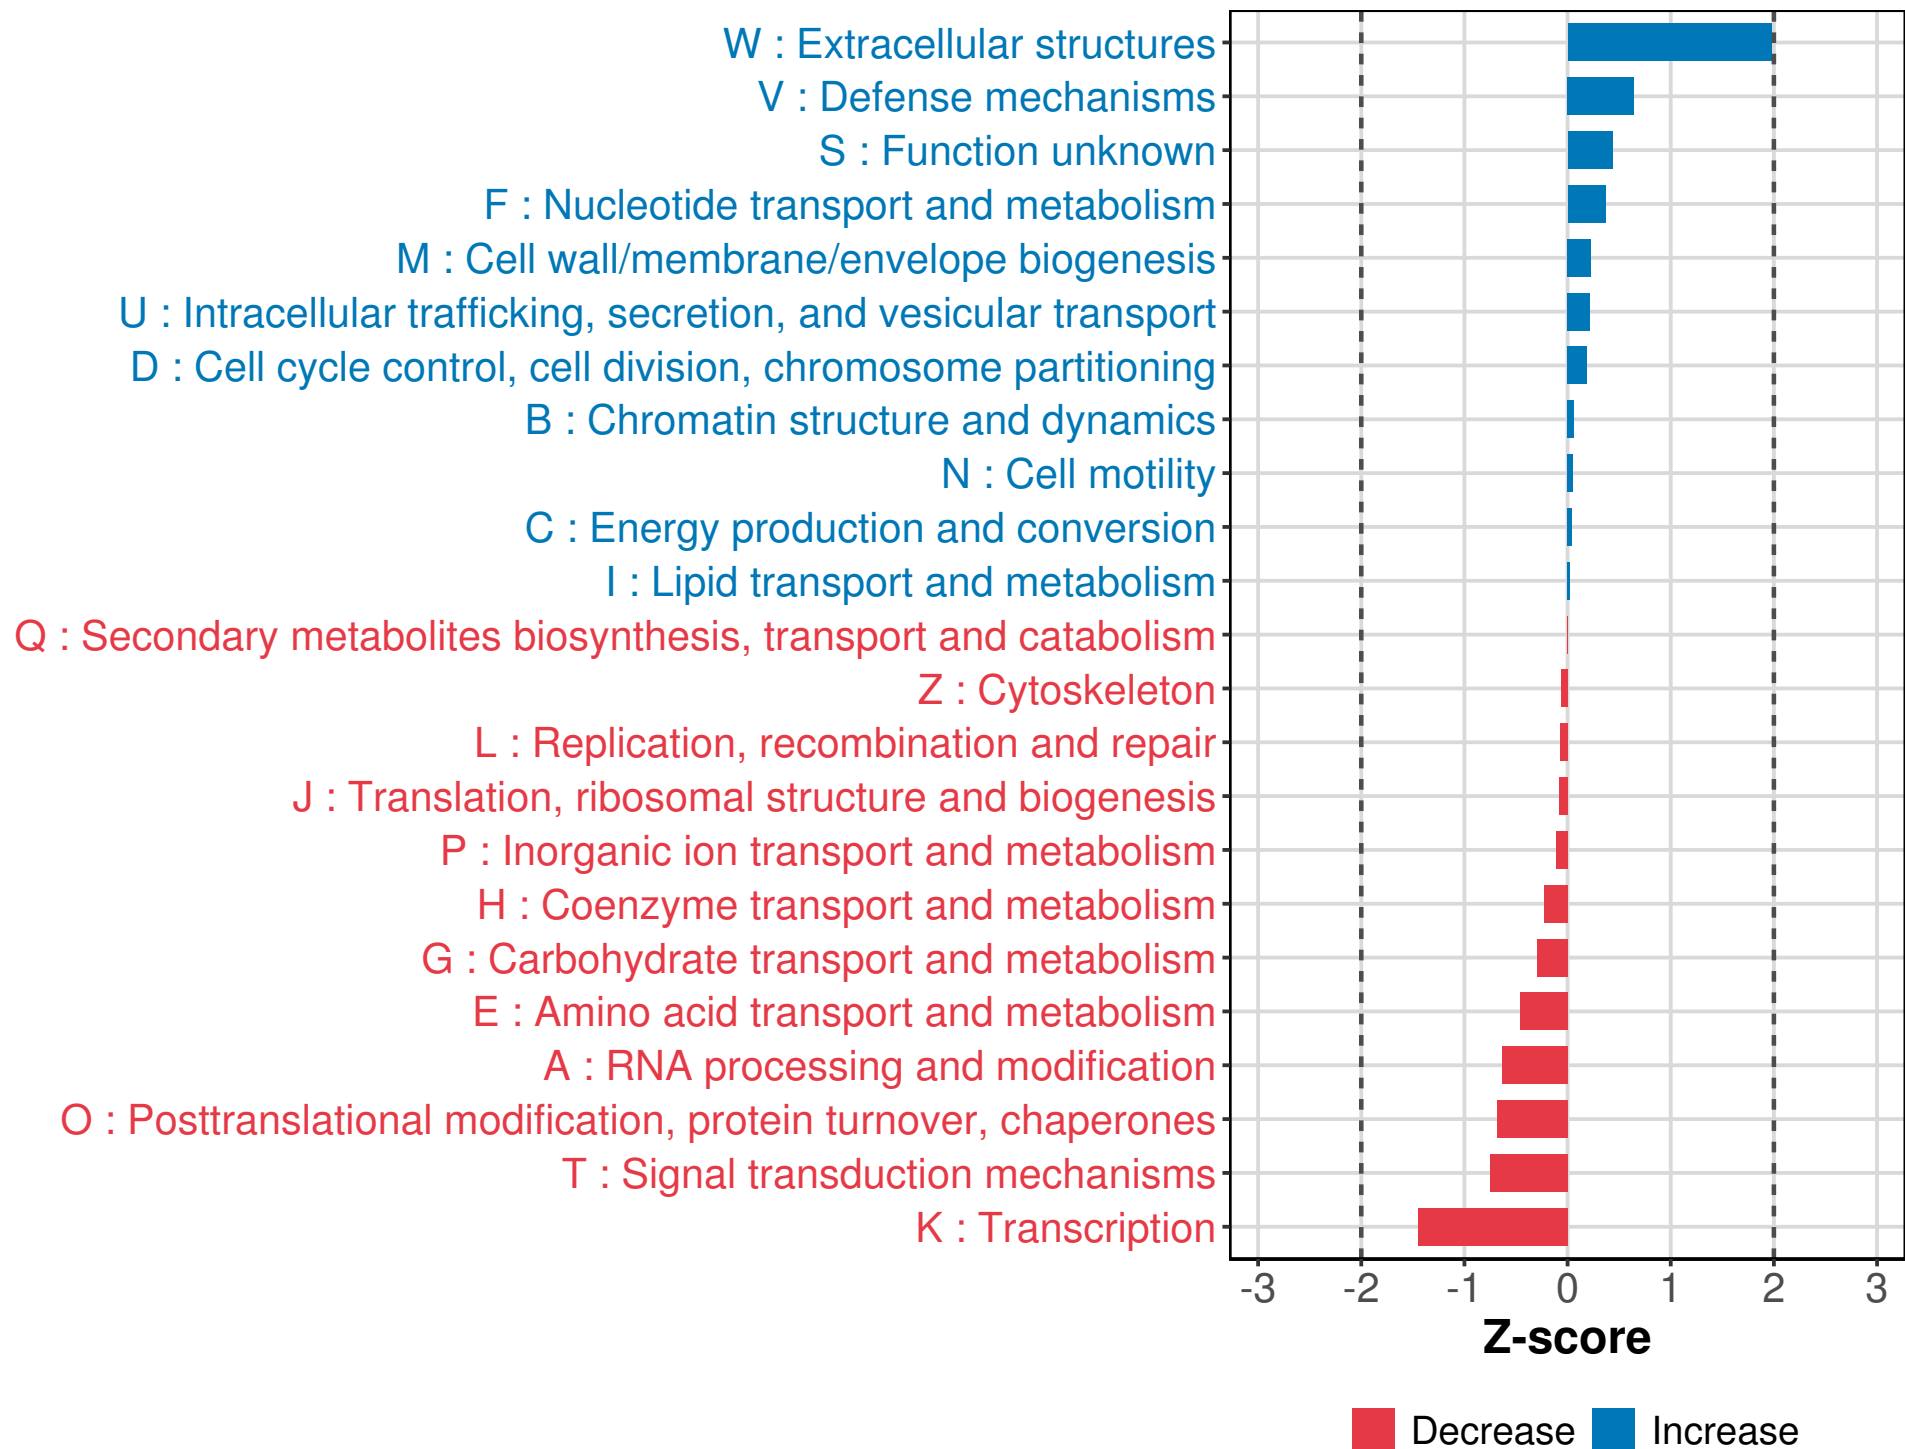 W : Extracellular structures
V : Defense mechanisms
S : Function unknown
F : Nucleotide transport and metabolism
M : Cell wall/membrane/envelope biogenesis
U : Intracellular trafficking, secretion, and vesicular transport
D : Cell cycle control, cell division, chromosome partitioning
B : Chromatin structure and dynamics
N : Cell motility
C : Energy production and conversion
I : Lipid transport and metabolism
Q : Secondary metabolites biosynthesis, transport and catabolism
Z : Cytoskeleton
L : Replication, recombination and repair
J : Translation, ribosomal structure and biogenesis
P : Inorganic ion transport and metabolism
H : Coenzyme transport and metabolism
G : Carbohydrate transport and metabolism
E : Amino acid transport and metabolism
A : RNA processing and modification
O : Posttranslational modification, protein turnover, chaperones
T : Signal transduction mechanisms
K : Transcription
-3 -2 -1 0 1 2 3
Z-score
Decrease Increase